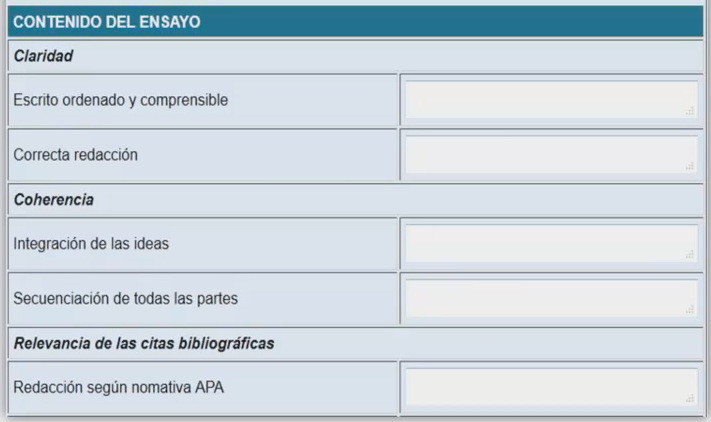 CONTENIDO DEL ENSAYO
Claridad
Escrito ordenado y comprensible
Correcta redacción
Coherencia
Integración de las ideas
Secuenciación de todas las partes
Relevancia de las citas bibliográficas
Redacción según nomativa APA